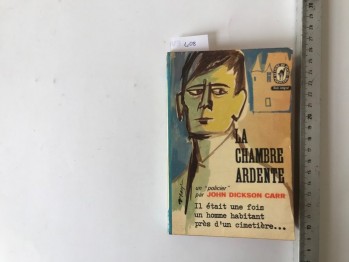 LA
CHAMBRE
ARDENTE
un "policier"
par JOHN DICKSON CARR
Il était une fois
un homme habitant
près d'un cimetière...